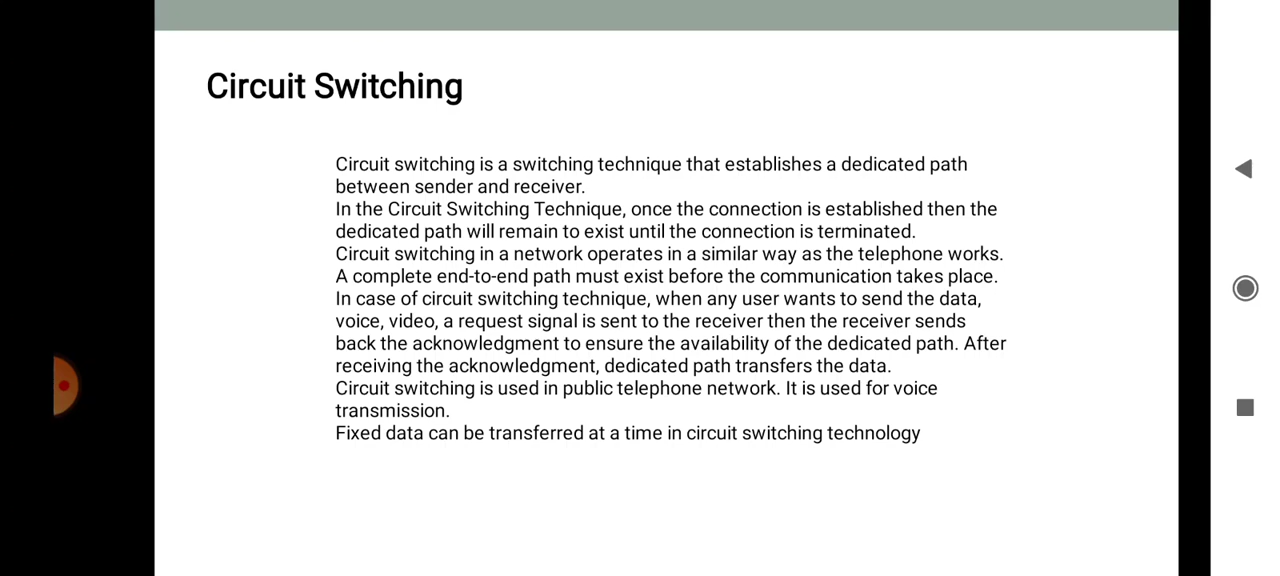 Circuit Switching
Circuit switching is a switching technique that establishes a dedicated path
between sender and receiver.
In the Circuit Switching Technique, once the connection is established then the
dedicated path will remain to exist until the connection is terminated.
Circuit switching in a network operates in a similar way as the telephone works.
A complete end-to-end path must exist before the communication takes place.
In case of circuit switching technique, when any user wants to send the data,
voice, video, a request signal is sent to the receiver then the receiver sends
back the acknowledgment to ensure the availability of the dedicated path. After
receiving the acknowledgment, dedicated path transfers the data.
Circuit switching is used in public telephone network. It is used for voice
transmission.
Fixed data can be transferred at a time in circuit switching technology